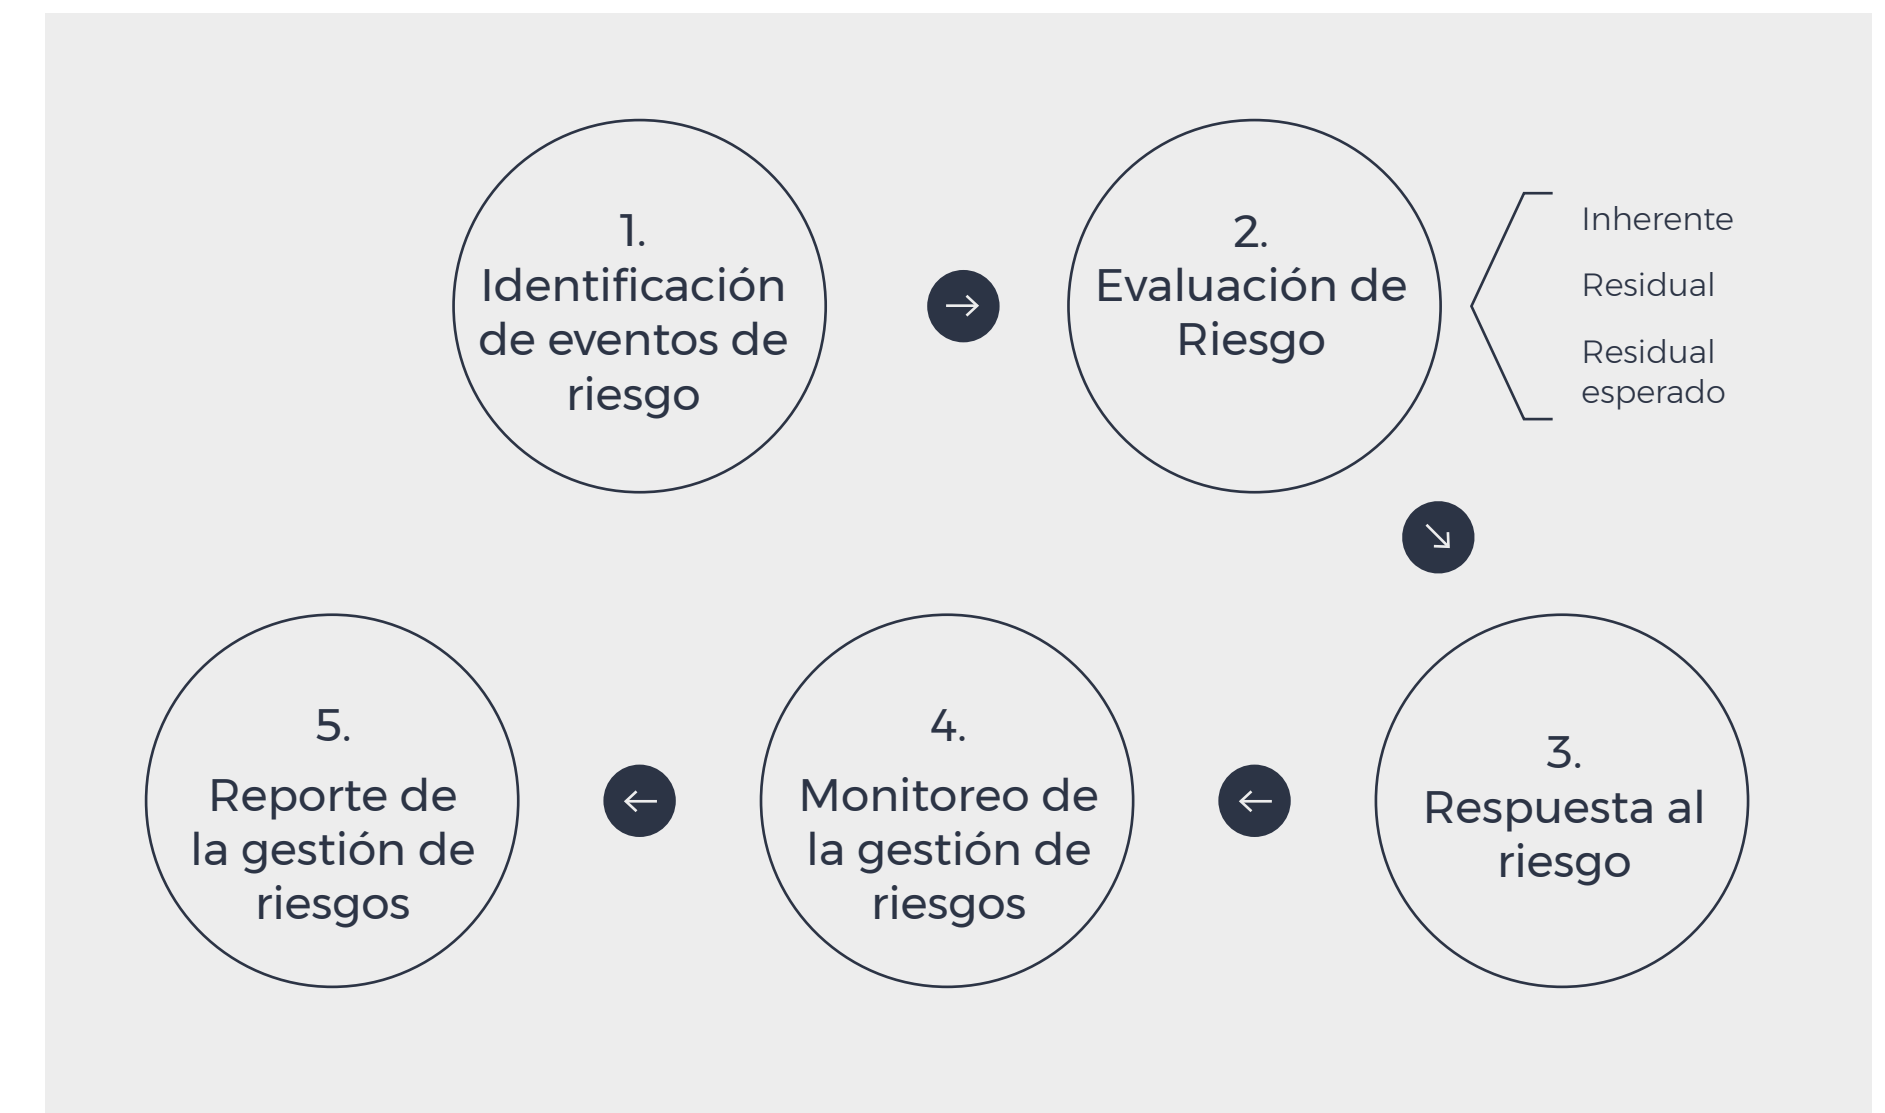 1.
Identificación
de eventos de
riesgo
2.
Evaluación de
Riesgo
Inherente
Residual
Residual
esperado
3.
Respuesta al
riesgo
4.
Monitoreo de
la gestión de
riesgos
5.
Reporte de
la gestión de
riesgos